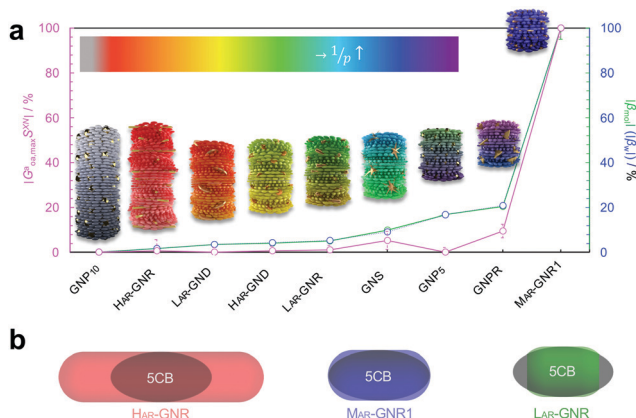 a
→ 1/p ↑
|G^a_oa,max S^XN| / %
100
80
60
40
20
0
100
80
60
40
20
0
|β_mol| (|β_w|) / %
GNP10
HAR-GNR
LAR-GND
HAR-GND
LAR-GNR
GNS
GNP5
GNPR
MAR-GNR1
b
5CB
5CB
5CB
HAR-GNR
MAR-GNR1
LAR-GNR